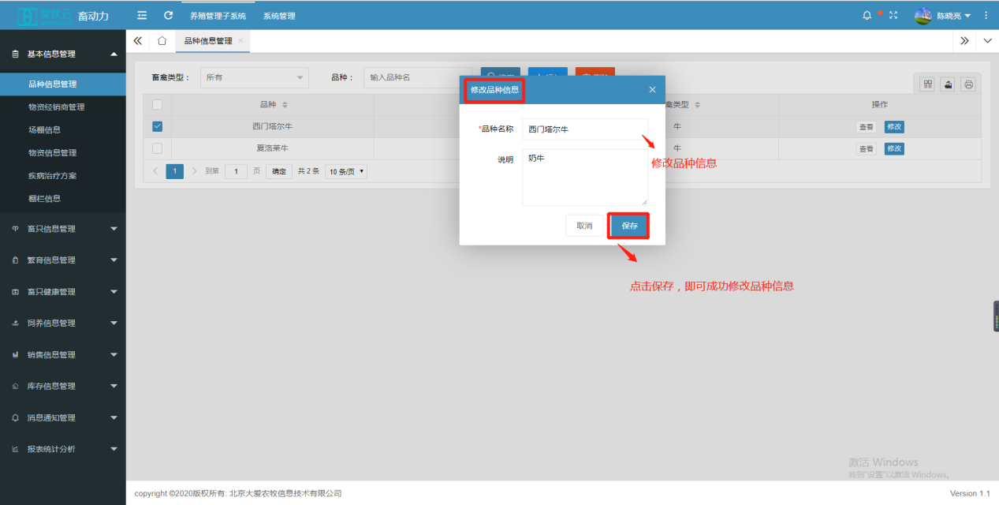 爱牧云 畜动力
养殖管理子系统 系统管理
陈晓亮
基本信息管理
品种信息管理
物资经销商管理
场棚信息
物资信息管理
疾病治疗方案
棚栏信息
畜只信息管理
繁育信息管理
畜只健康管理
饲养信息管理
销售信息管理
库存信息管理
消息通知管理
报表统计分析
品种信息管理 ×
畜禽类型： 所有 品种： 输入品种名
品种 禽类型 操作
西门塔尔牛 牛 查看 修改
夏洛莱牛 牛 查看 修改
1 到第 1 页 确定 共 2 条 10 条/页
修改品种信息
*品种名称 西门塔尔牛
说明 奶牛
取消 保存
修改品种信息
点击保存，即可成功修改品种信息
激活 Windows
转到"设置"以激活 Windows。
copyright ©2020版权所有: 北京大爱农牧信息技术有限公司
Version 1.1